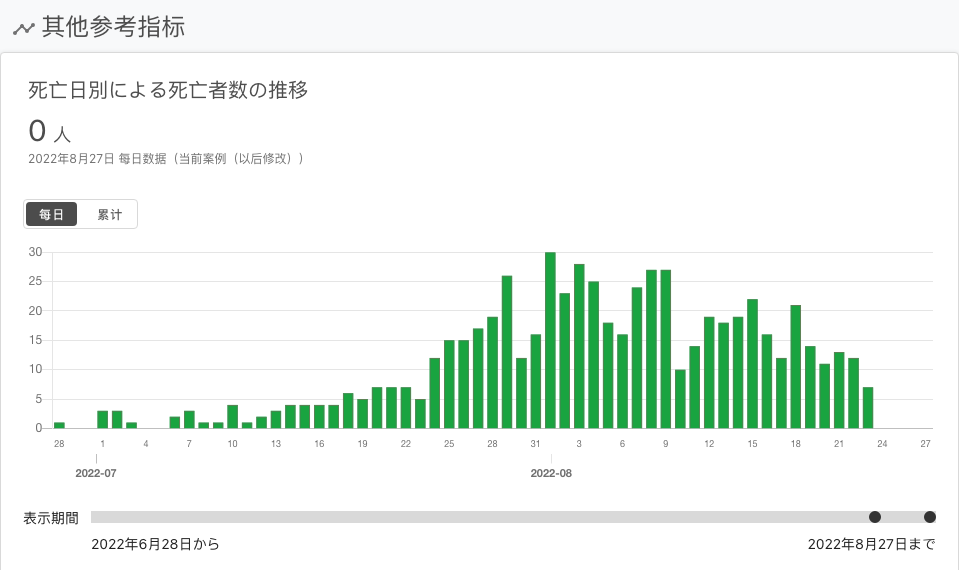 其他参考指标
死亡日別による死亡者数の推移
0 人
2022年8月27日 每日数据（当前案例（以后修改））
每日 累计
30
25
20
15
10
5
0
28 1 4 7 10 13 16 19 22 25 28 31 3 6 9 12 15 18 21 24 27
2022-07 2022-08
表示期間
2022年6月28日から 2022年8月27日まで